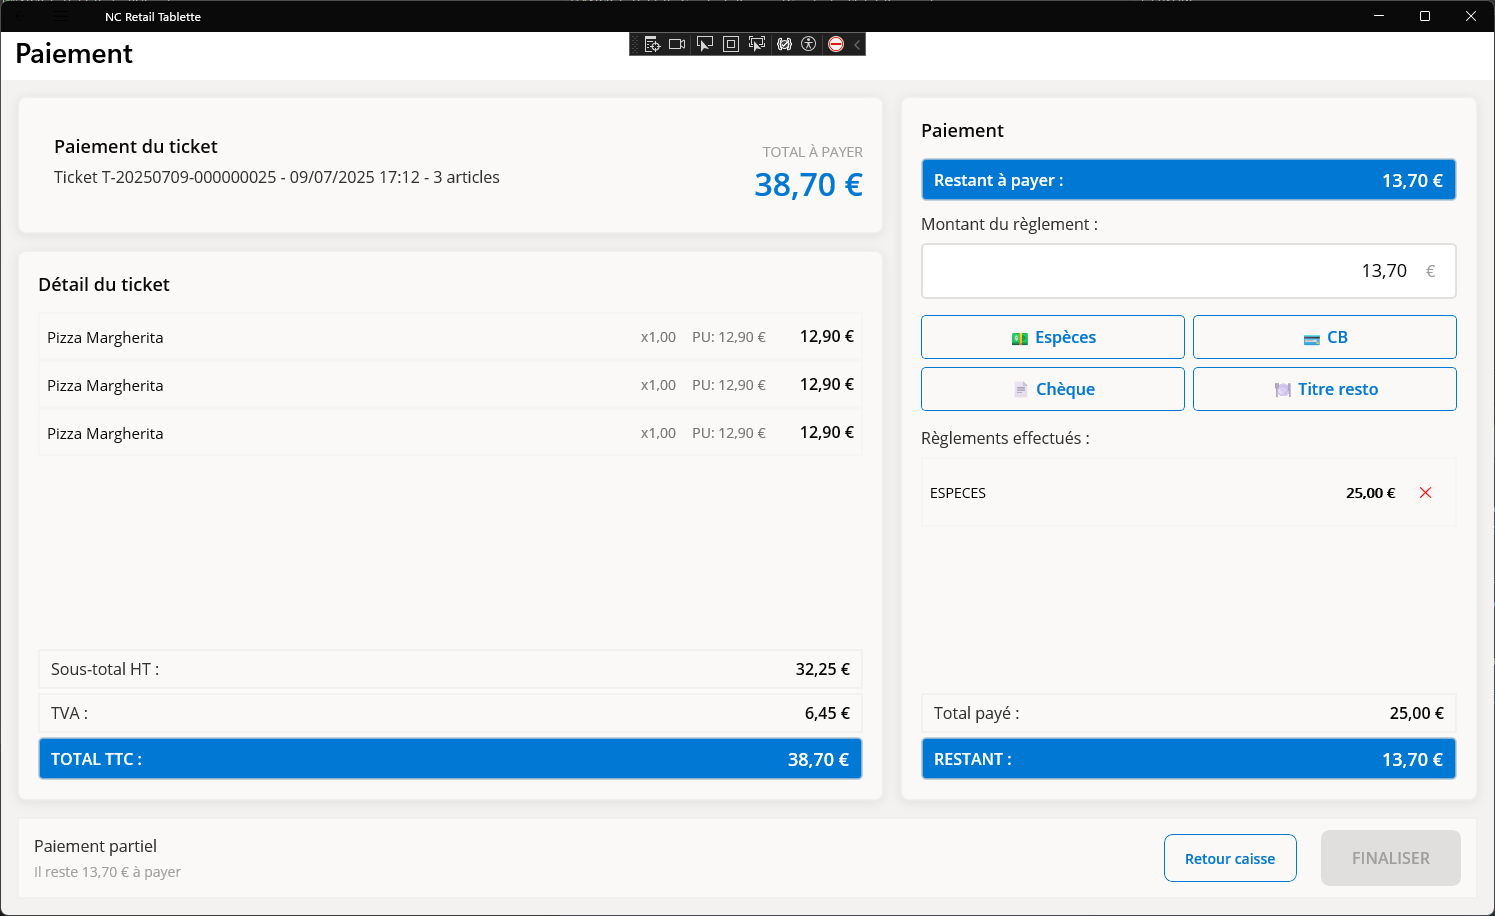 NC Retail Tablette
Paiement
Paiement du ticket
Ticket T-20250709-000000025 - 09/07/2025 17:12 - 3 articles
TOTAL À PAYER
38,70 €
Détail du ticket
Pizza Margherita x1,00 PU: 12,90 € 12,90 €
Pizza Margherita x1,00 PU: 12,90 € 12,90 €
Pizza Margherita x1,00 PU: 12,90 € 12,90 €
Sous-total HT : 32,25 €
TVA : 6,45 €
TOTAL TTC : 38,70 €
Paiement
Restant à payer : 13,70 €
Montant du règlement :
13,70 €
Espèces CB
Chèque Titre resto
Règlements effectués :
ESPECES 25,00 €
Total payé : 25,00 €
RESTANT : 13,70 €
Paiement partiel
Il reste 13,70 € à payer
Retour caisse FINALISER